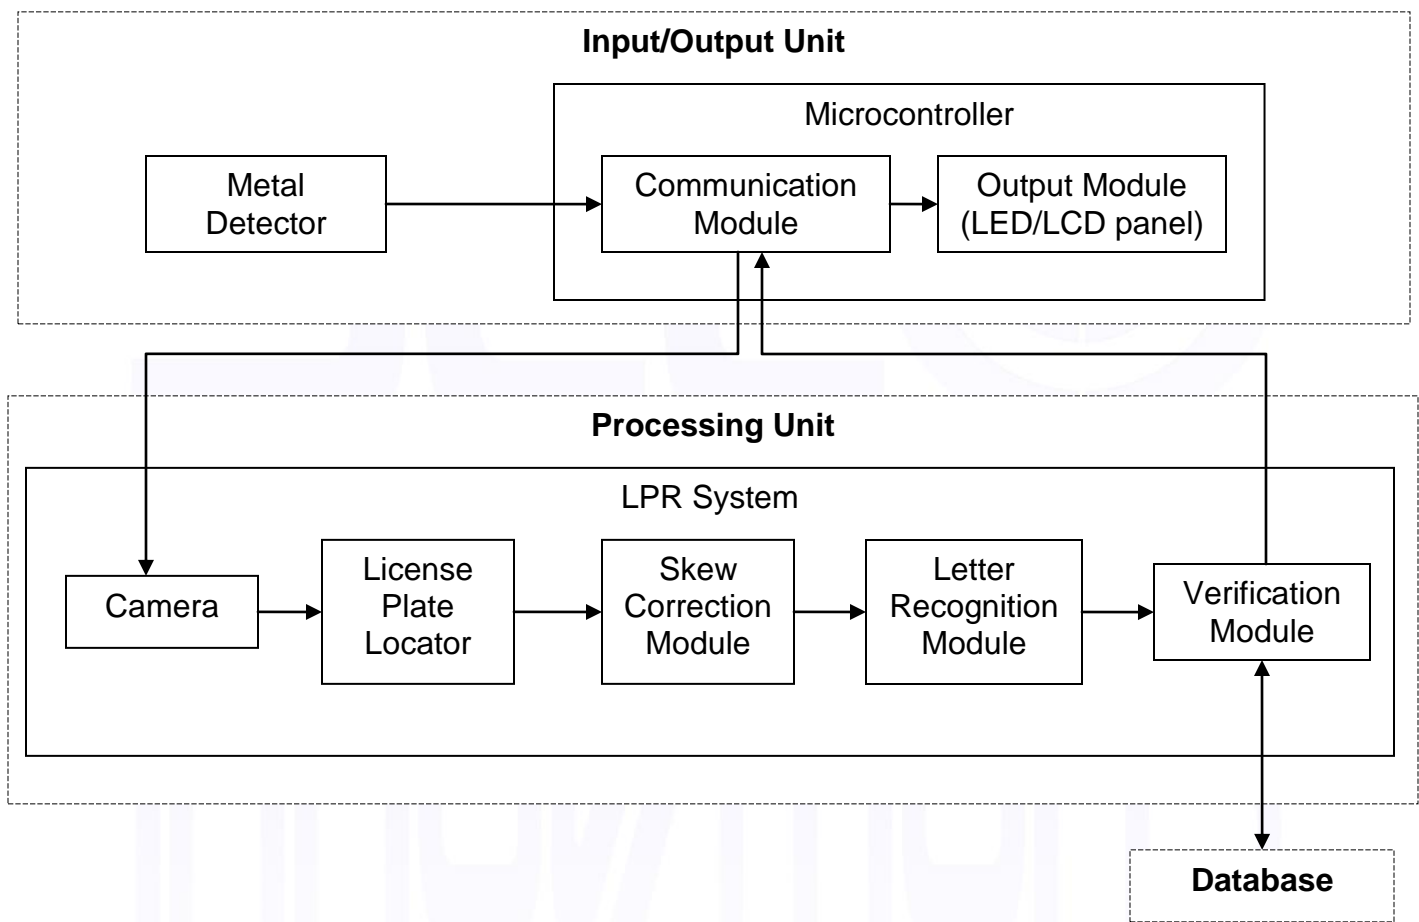 Input/Output Unit
Microcontroller
Metal
Detector
Communication
Module
Output Module
(LED/LCD panel)
Processing Unit
LPR System
Camera
License
Plate
Locator
Skew
Correction
Module
Letter
Recognition
Module
Verification
Module
Database